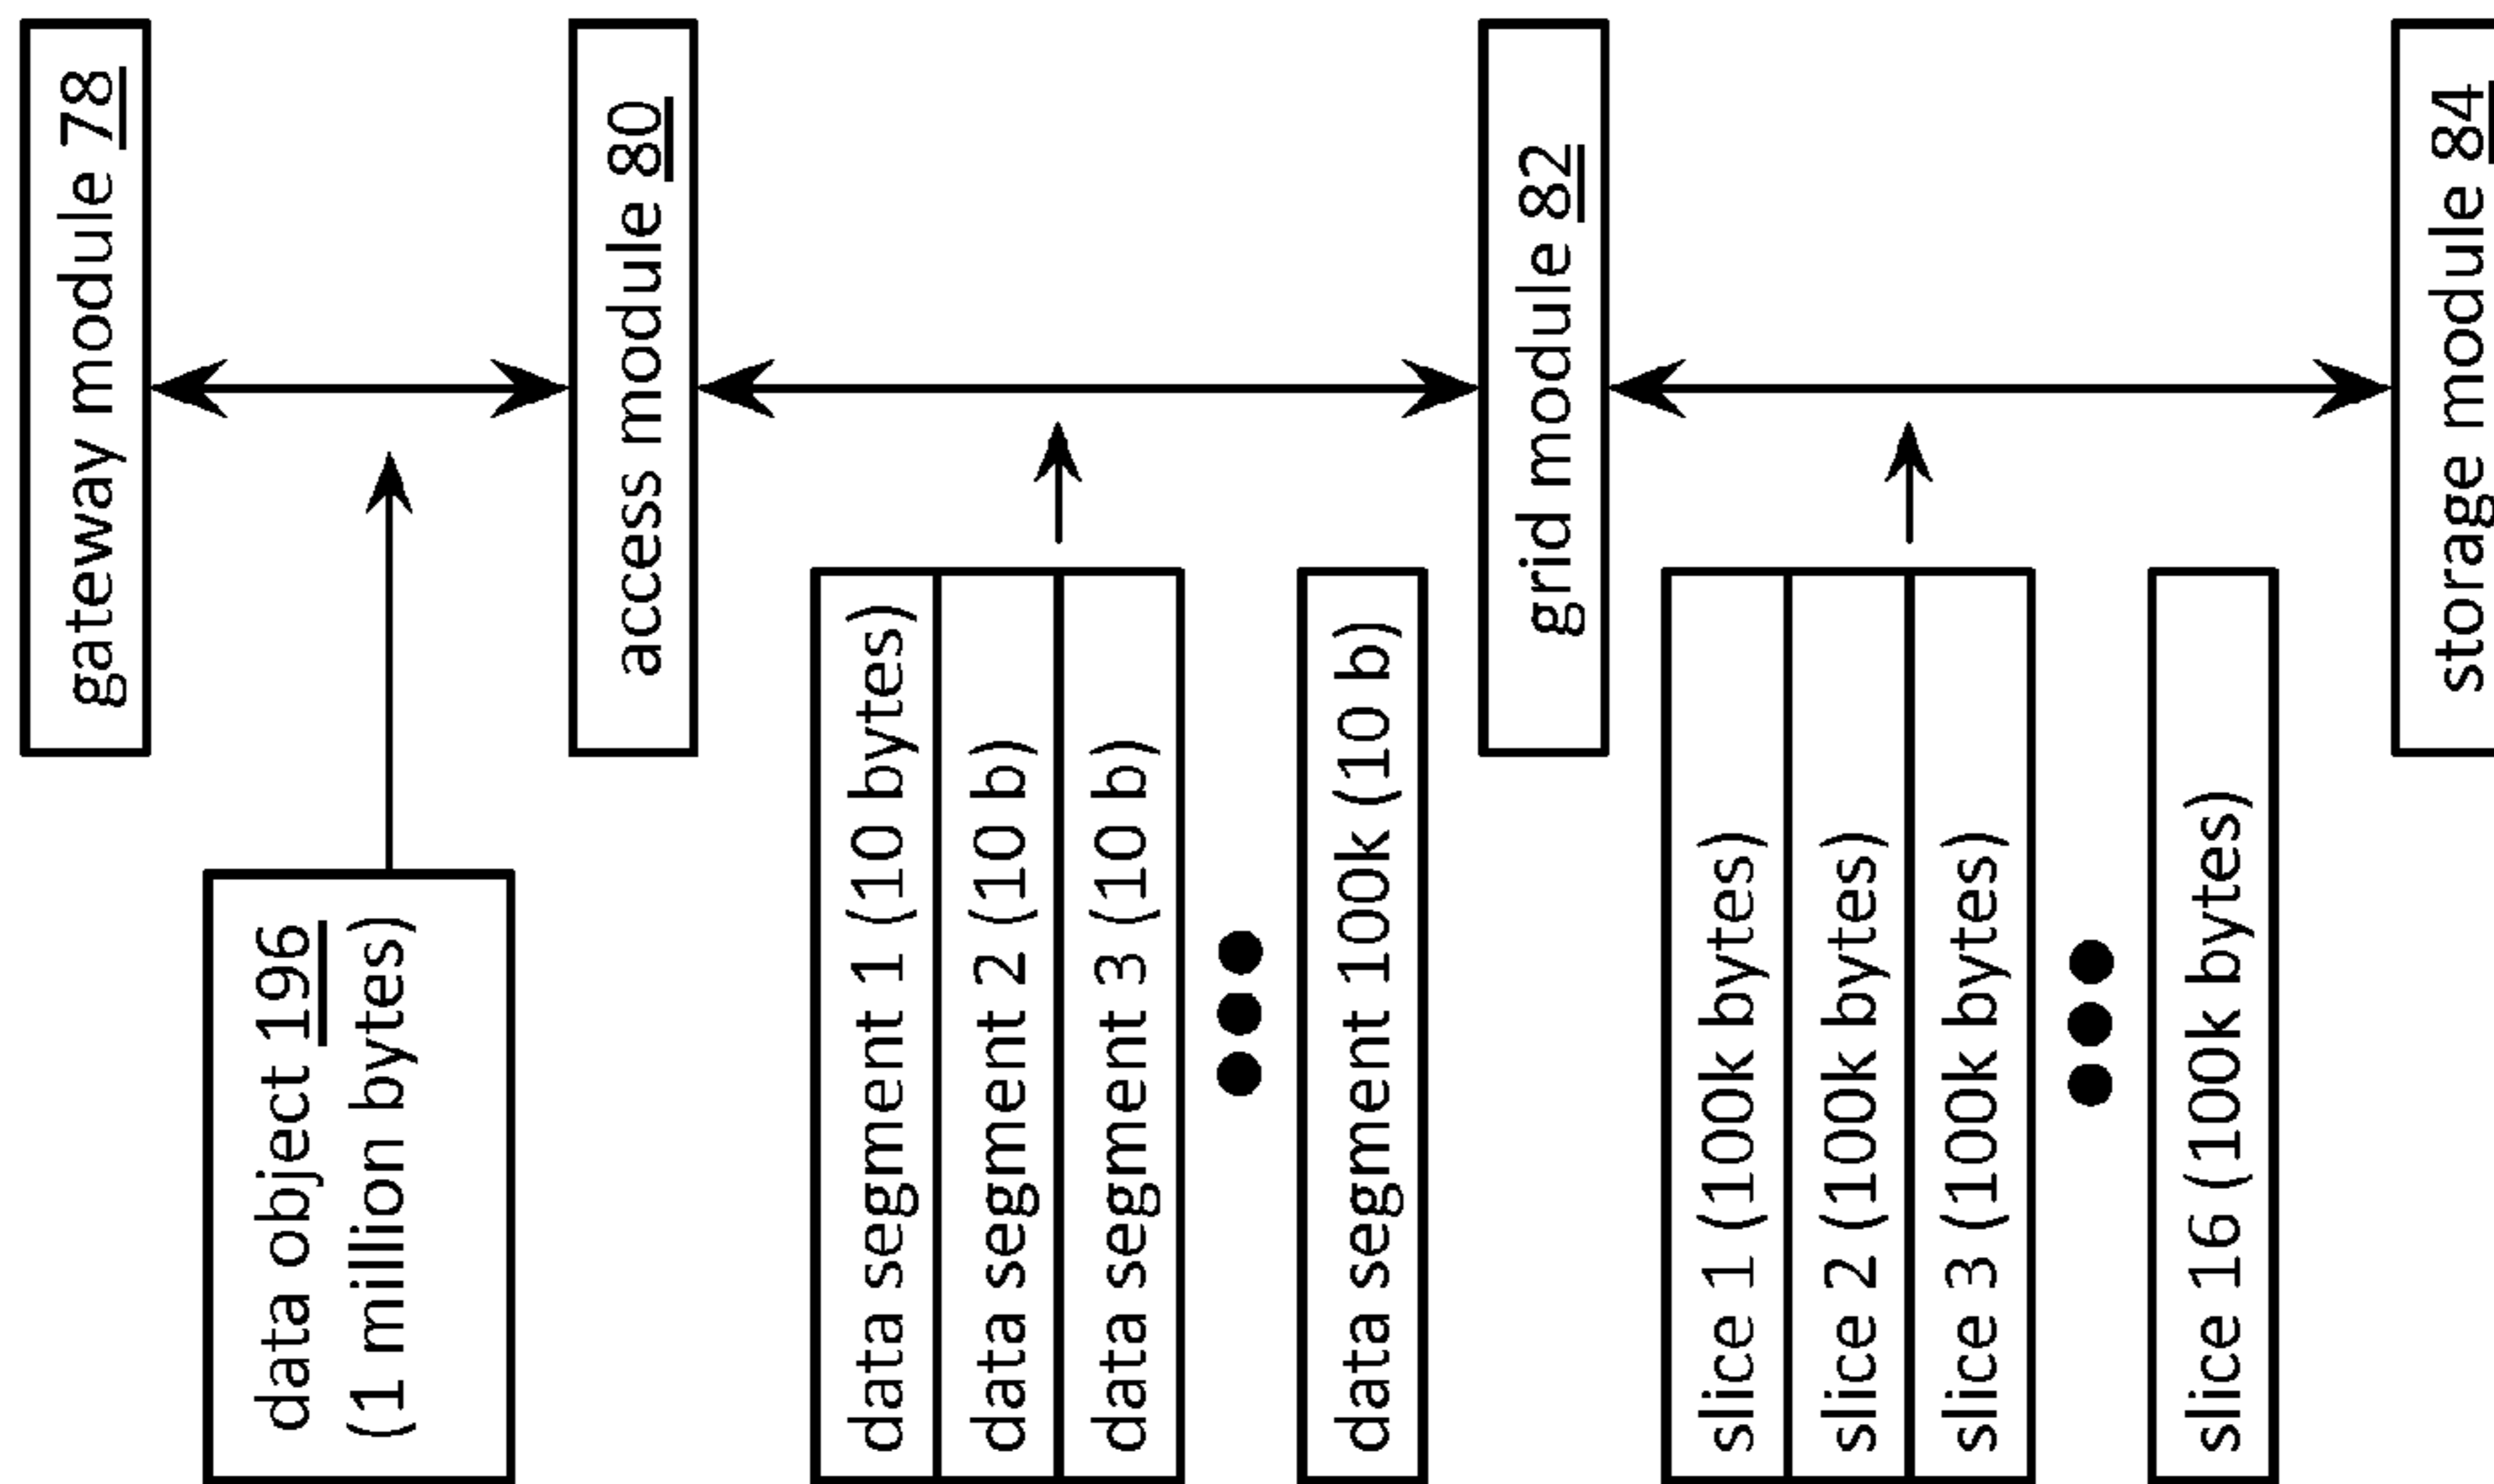 gateway module 78
data object 196
(1 million bytes)
access module 80
data segment 1 (10 bytes)
data segment 2 (10 b)
data segment 3 (10 b)
data segment 100k (10 b)
grid module 82
slice 1 (100k bytes)
slice 2 (100k bytes)
slice 3 (100k bytes)
slice 16 (100k bytes)
storage module 84